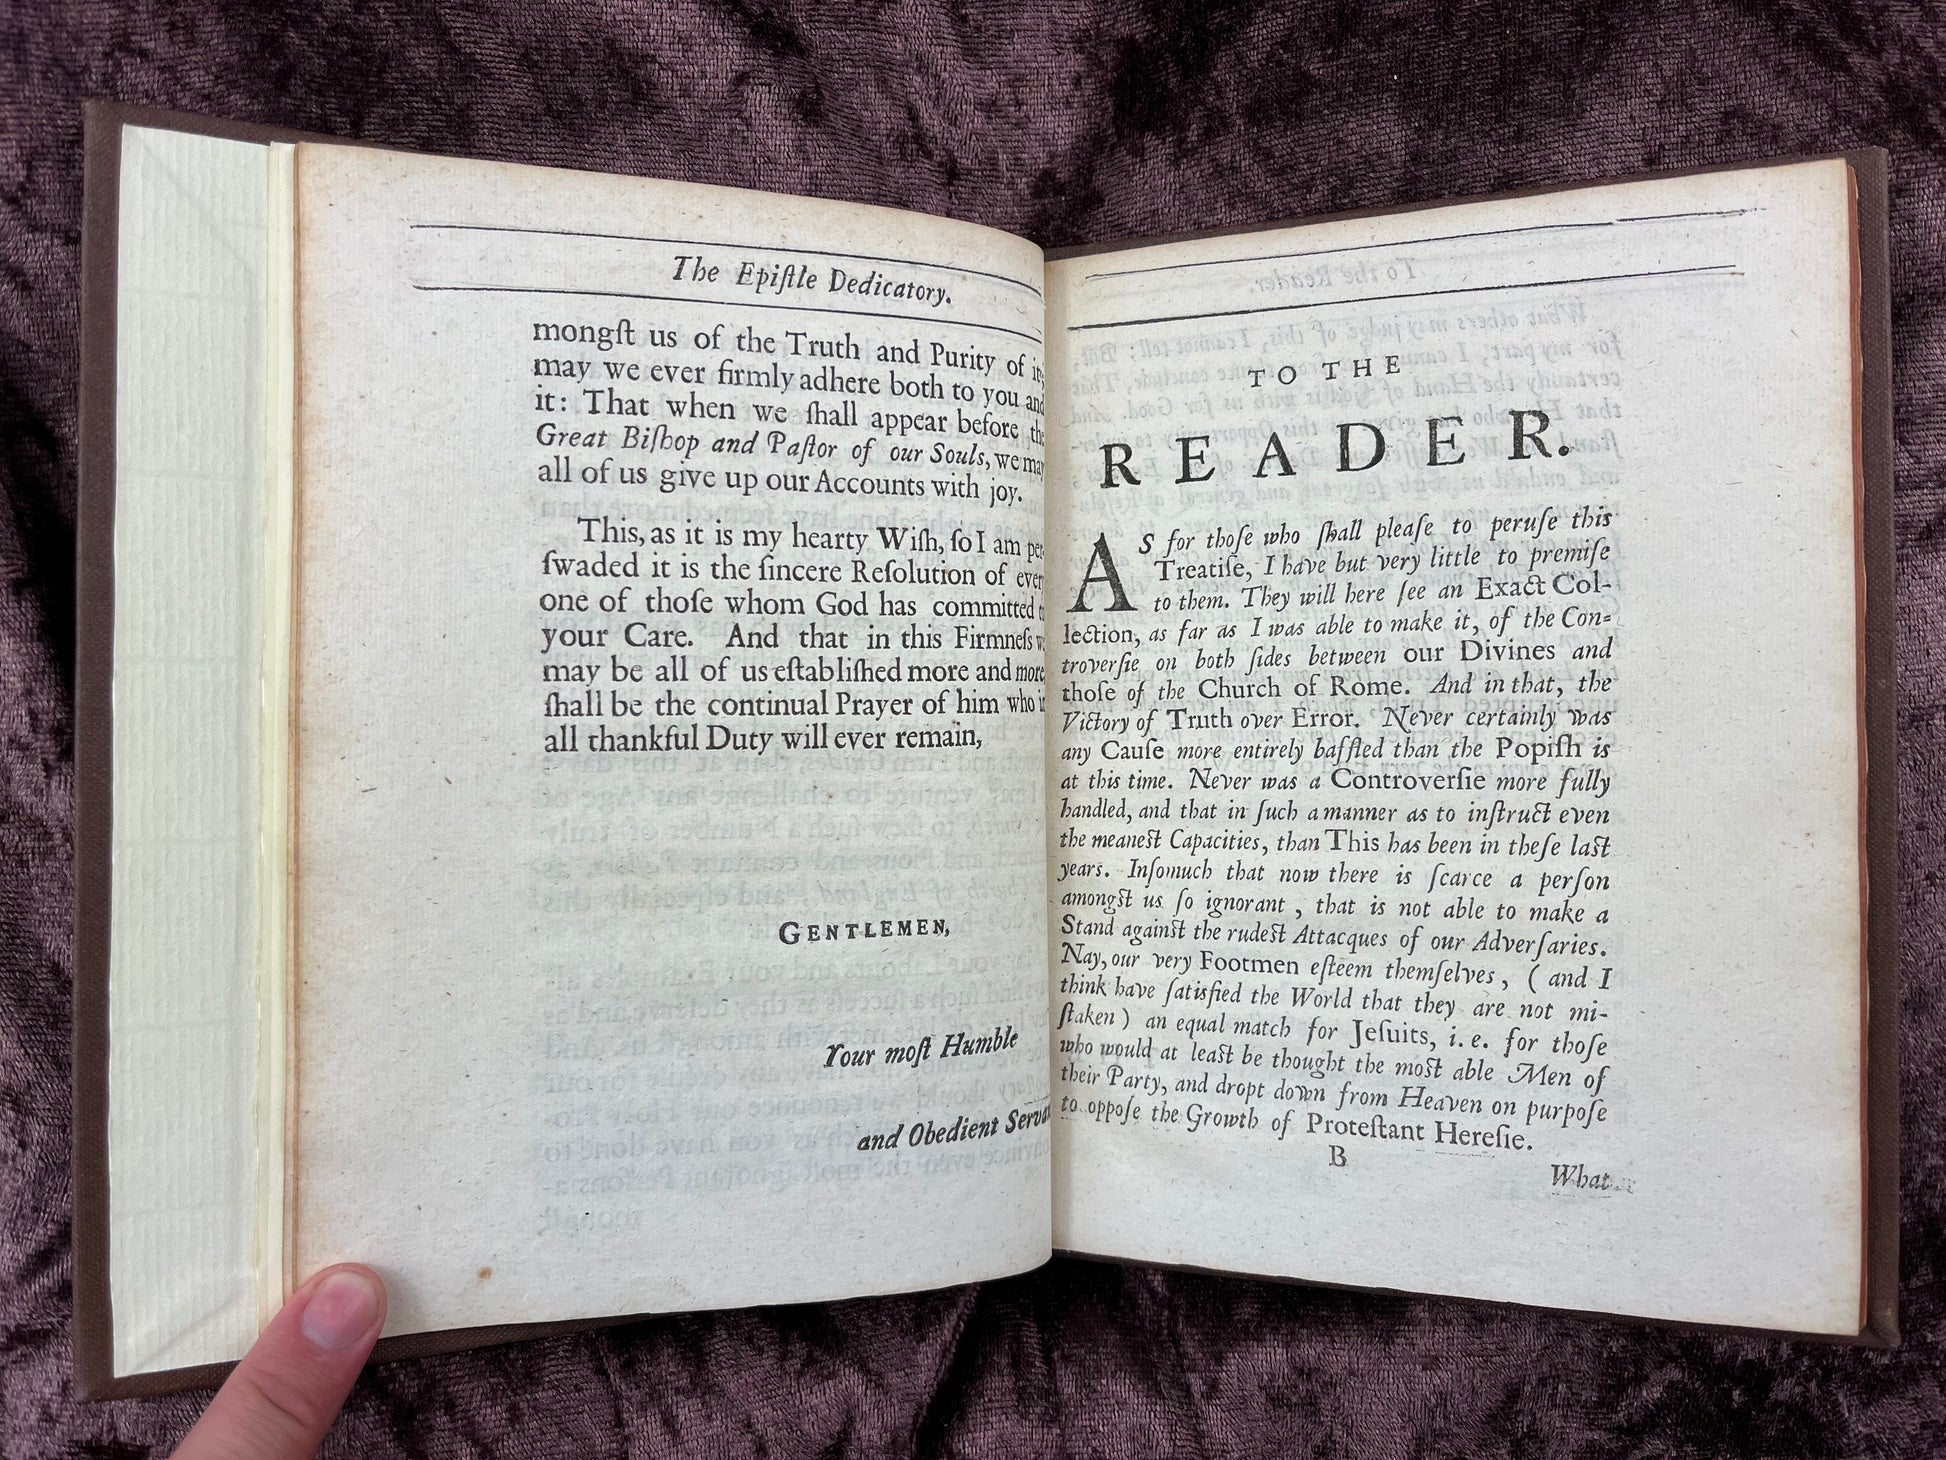 The Epiſtle Dedicatory.
mongſt us of the Truth and Purity of it;
may we ever firmly adhere both to you and
it: That when we ſhall appear before the
Great Biſhop and Paſtor of our Souls, we may
all of us give up our Accounts with joy.
This, as it is my hearty Wiſh, ſo I am per-
ſwaded it is the ſincere Reſolution of every
one of thoſe whom God has committed
your Care. And that in this Firmneſs
may be all of us eſtabliſhed more and more,
ſhall be the continual Prayer of him who
all thankful Duty will ever remain,
GENTLEMEN,
Your moſt Humble
and Obedient
TO THE
READER.
AS for thoſe who ſhall pleaſe to peruſe this
Treatiſe, I have but very little to premiſe
to them. They will here ſee an Exact Col-
lection, as far as I was able to make it, of the Con-
troverſie on both ſides between our Divines and
thoſe of the Church of Rome. And in that, the
Victory of Truth over Error. Never certainly was
any Cauſe more entirely baffled than the Popiſh is
at this time. Never was a Controverſie more fully
handled, and that in ſuch a manner as to inſtruct even
the meanest Capacities, than This has been in theſe laſt
years. Inſomuch that now there is ſcarce a perſon
amongst us ſo ignorant, that is not able to make a
Stand against the rudest Attacques of our Adverſaries.
Nay, our very Footmen eſteem themſelves, (and I
think have ſatisfied the World that they are not mi-
ſtaken) an equal match for Jeſuits, i. e. for thoſe
who would at least be thought the most able Men of
their Party, and dropt down from Heaven on purpoſe
to oppoſe the Growth of Proteſtant Hereſie.
B
What